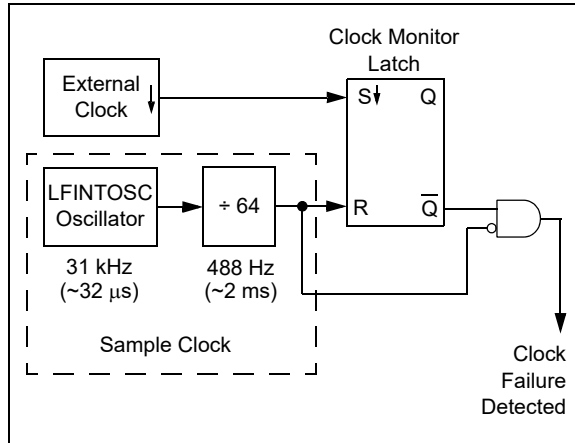 Clock Monitor
Latch
External
Clock
S Q
LFINTOSC
Oscillator
÷ 64
R Q̅
31 kHz
(~32 μs)
488 Hz
(~2 ms)
Sample Clock
Clock
Failure
Detected